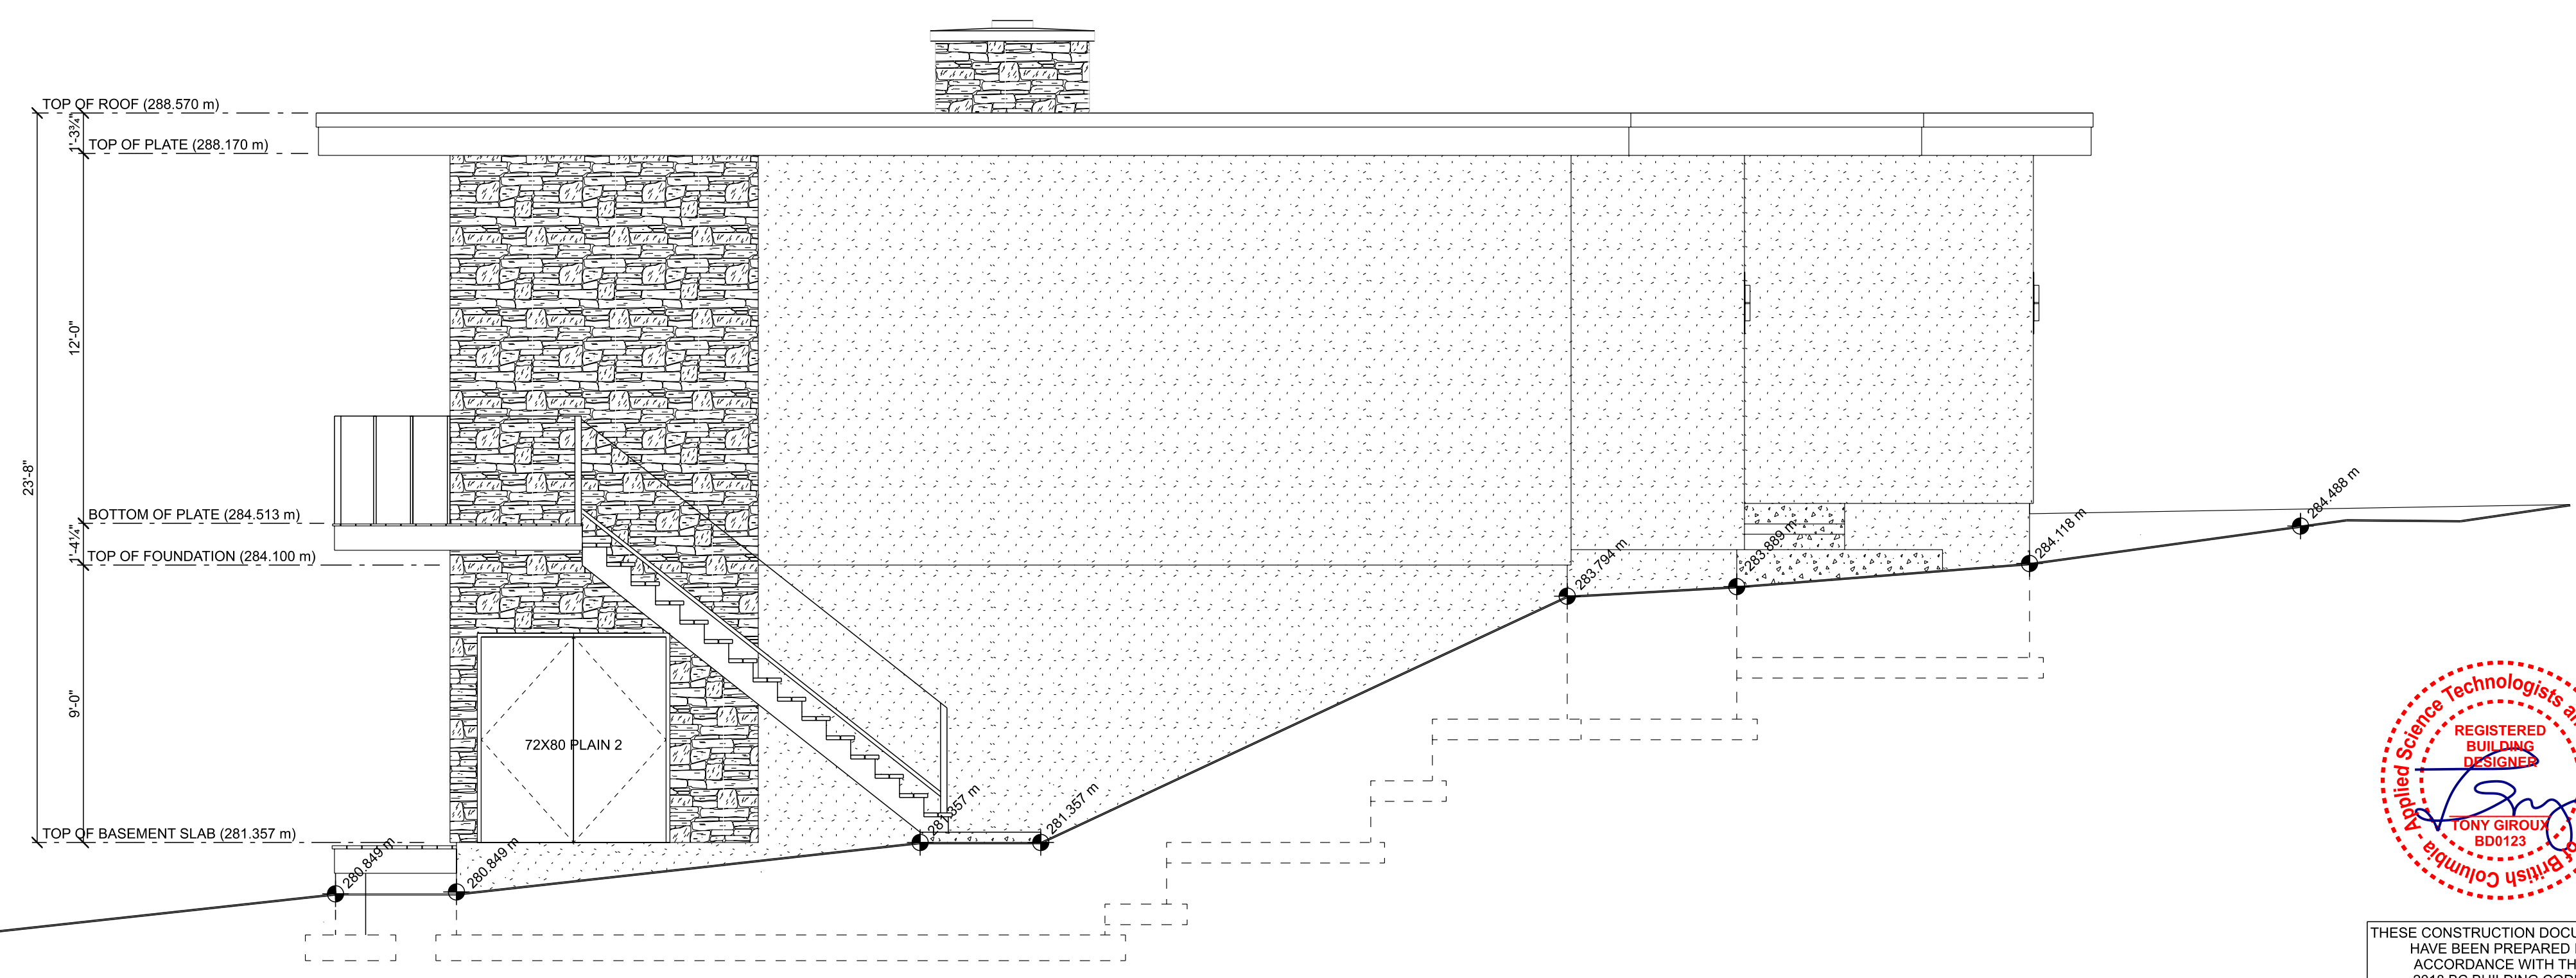 TOP OF ROOF (288.570 m)
1'-3¾"
TOP OF PLATE (288.170 m)
12'-0"
23'-8"
BOTTOM OF PLATE (284.513 m)
1'-4¼"
TOP OF FOUNDATION (284.100 m)
9'-0"
TOP OF BASEMENT SLAB (281.357 m)
72X80 PLAIN 2
280.849 m
280.849 m
281.357 m
281.357 m
283.794 m
283.889 m
284.118 m
284.488 m
Applied Science Technologists a
of British Columbia
REGISTERED
BUILDING
DESIGNER
TONY GIROUX
BD0123
THESE CONSTRUCTION DOCU
HAVE BEEN PREPARED
ACCORDANCE WITH TH